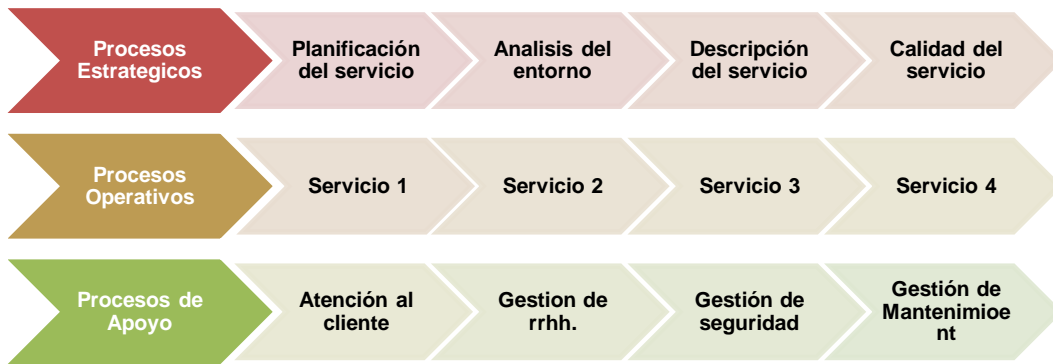 Procesos
Estrategicos
Planificación
del servicio
Analisis del
entorno
Descripción
del servicio
Calidad del
servicio
Procesos
Operativos
Servicio 1
Servicio 2
Servicio 3
Servicio 4
Procesos de
Apoyo
Atención al
cliente
Gestion de
rrhh.
Gestión de
seguridad
Gestión de
Mantenimioe
nt